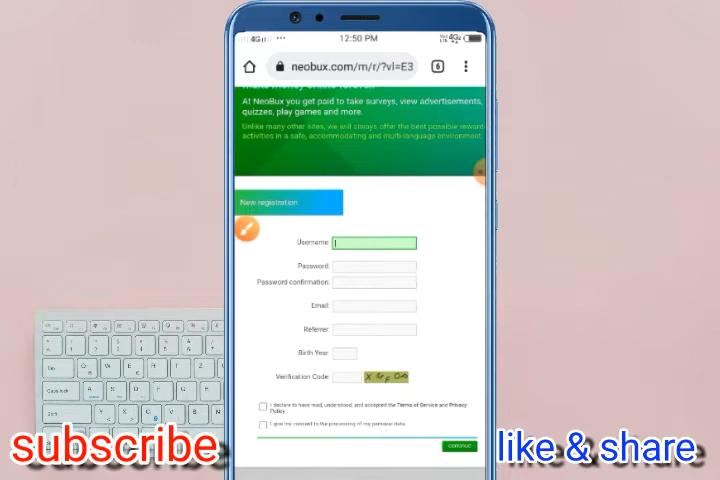 4G
12:50 PM
4G
neobux.com/m/r/?vl=E3
6
At NeoBux you get paid to take surveys, view advertisements,
quizzes, play games and more.
Unlike many other sites, we will always offer the best possible reward
activities in a safe, accommodating and multi-language environment.
New registration
Username:
Password:
Password confirmation:
Email:
Referrer:
Birth Year:
Verification Code:
I declare to have read, understood, and accepted the Terms of Service and Privacy
Policy
I give my consent to the processing of my personal data.
continue
subscribe
like & share